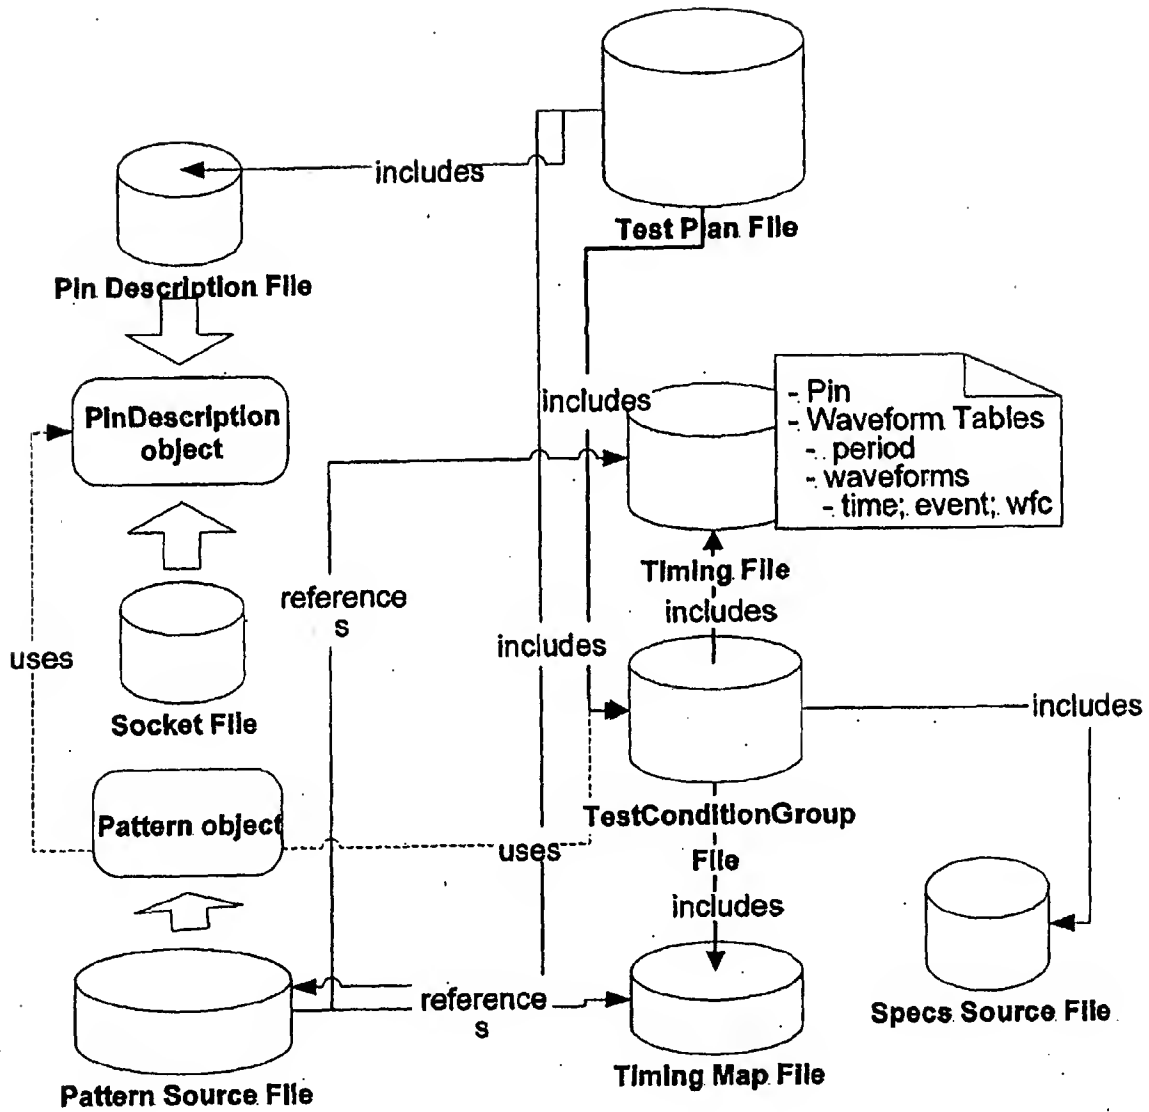 includes
Test Plan File
Pin Description File
PinDescription
object
includes
- Pin
- Waveform Tables
- period
- waveforms
- time; event; wfc
Timing File
includes
reference
s
includes
uses
Socket File
includes
Pattern object
TestConditionGroup
File
uses
includes
reference
s
Specs Source File
Timing Map File
Pattern Source File